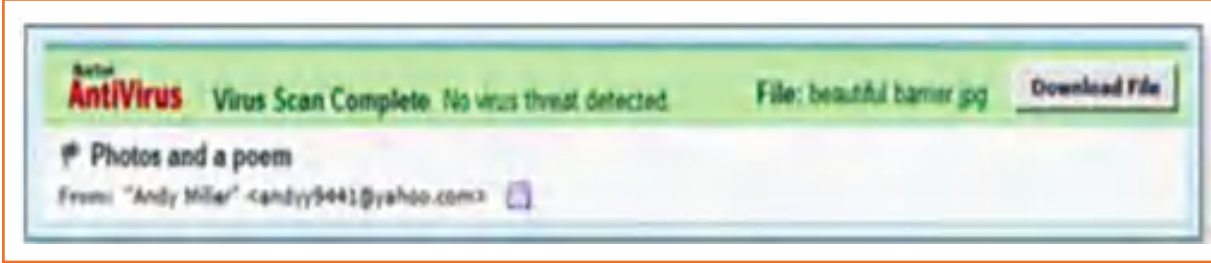 AntiVirus Virus Scan Complete. No virus threat detected. File: beautiful barrier.jpg Download File
Photos and a poem
From: "Andy Miller" <andyy9441@yahoo.com>